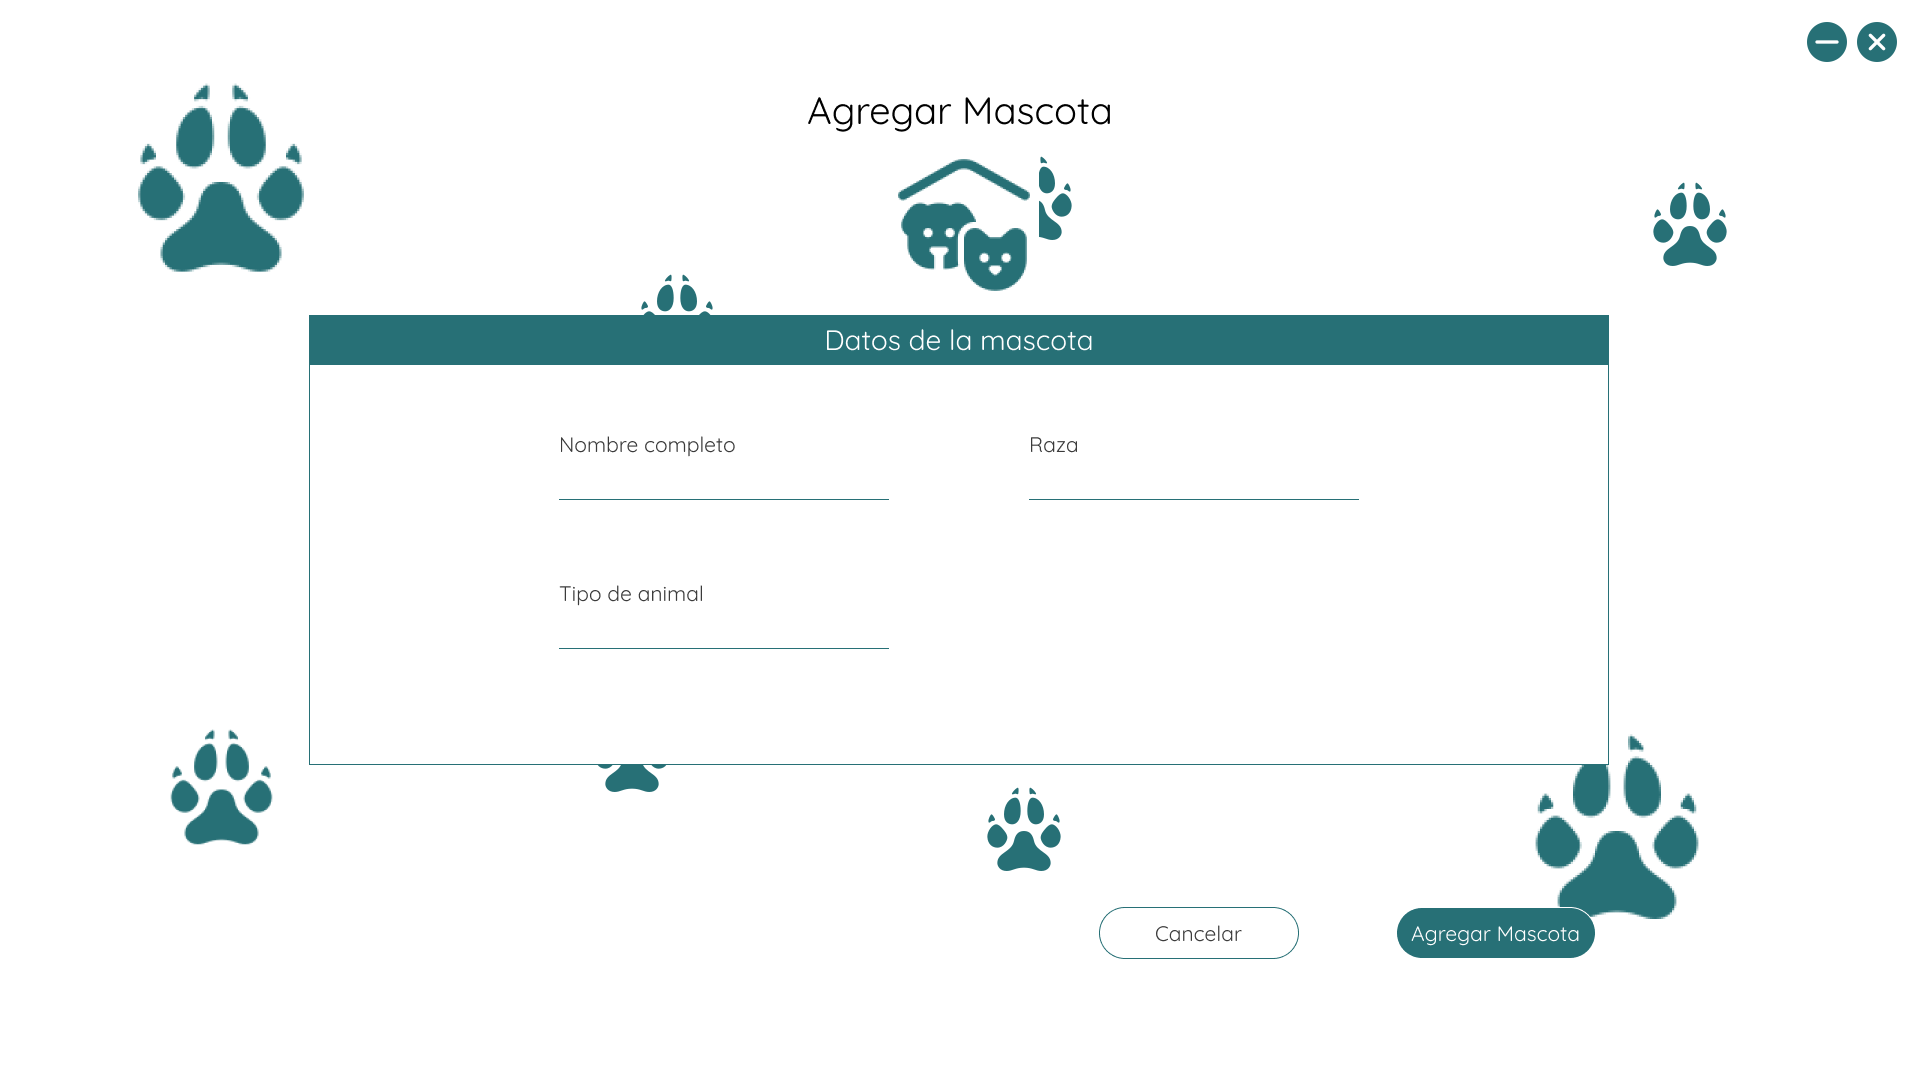 Agregar Mascota
Datos de la mascota
Nombre completo
Raza
Tipo de animal
Cancelar
Agregar Mascota